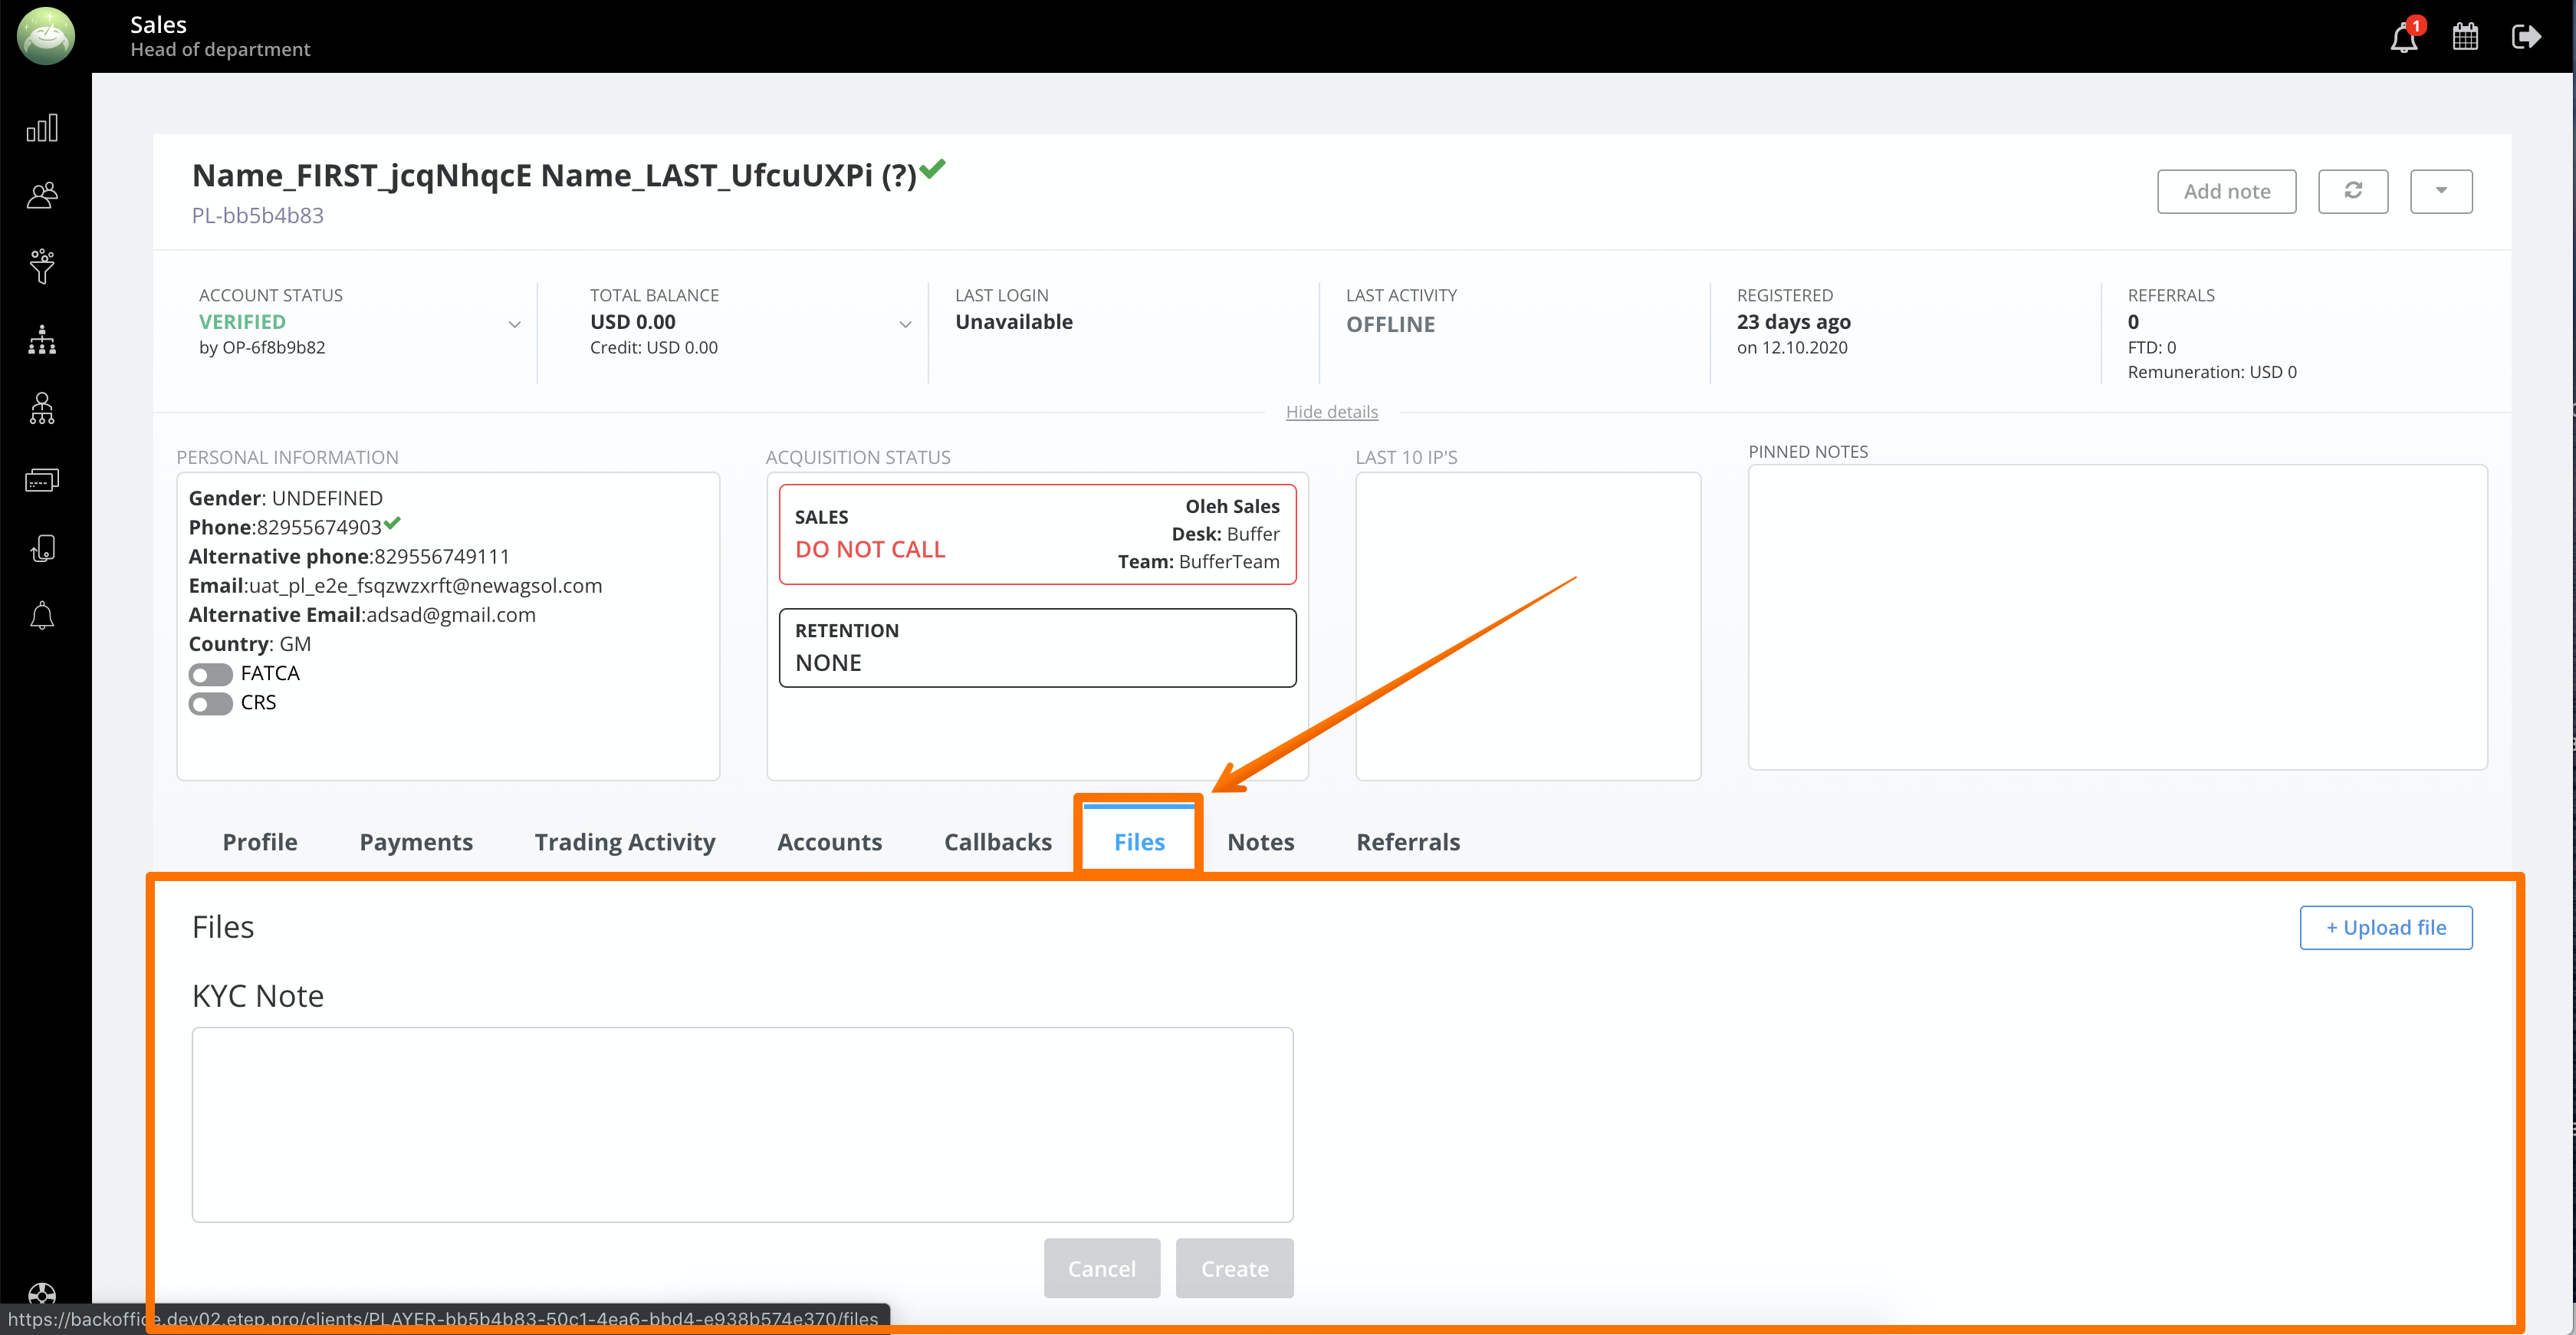 Sales
Head of department
1
Name_FIRST_jcqNhqcE Name_LAST_UfcuUXPi (?)
PL-bb5b4b83
Add note
ACCOUNT STATUS
VERIFIED
by OP-6f8b9b82
TOTAL BALANCE
USD 0.00
Credit: USD 0.00
LAST LOGIN
Unavailable
LAST ACTIVITY
OFFLINE
REGISTERED
23 days ago
on 12.10.2020
REFERRALS
0
FTD: 0
Remuneration: USD 0
Hide details
PERSONAL INFORMATION
Gender: UNDEFINED
Phone:82955674903
Alternative phone:829556749111
Email:uat_pl_e2e_fsqzwzxrft@newagsol.com
Alternative Email:adsad@gmail.com
Country: GM
FATCA
CRS
ACQUISITION STATUS
SALES
DO NOT CALL
Oleh Sales
Desk: Buffer
Team: BufferTeam
RETENTION
NONE
LAST 10 IP'S
PINNED NOTES
Profile Payments Trading Activity Accounts Callbacks Files Notes Referrals
Files
+ Upload file
KYC Note
Cancel Create
https://backoffice.dev02.etep.pro/clients/PLAYER-bb5b4b83-50c1-4ea6-bbd4-e938b574e370/files